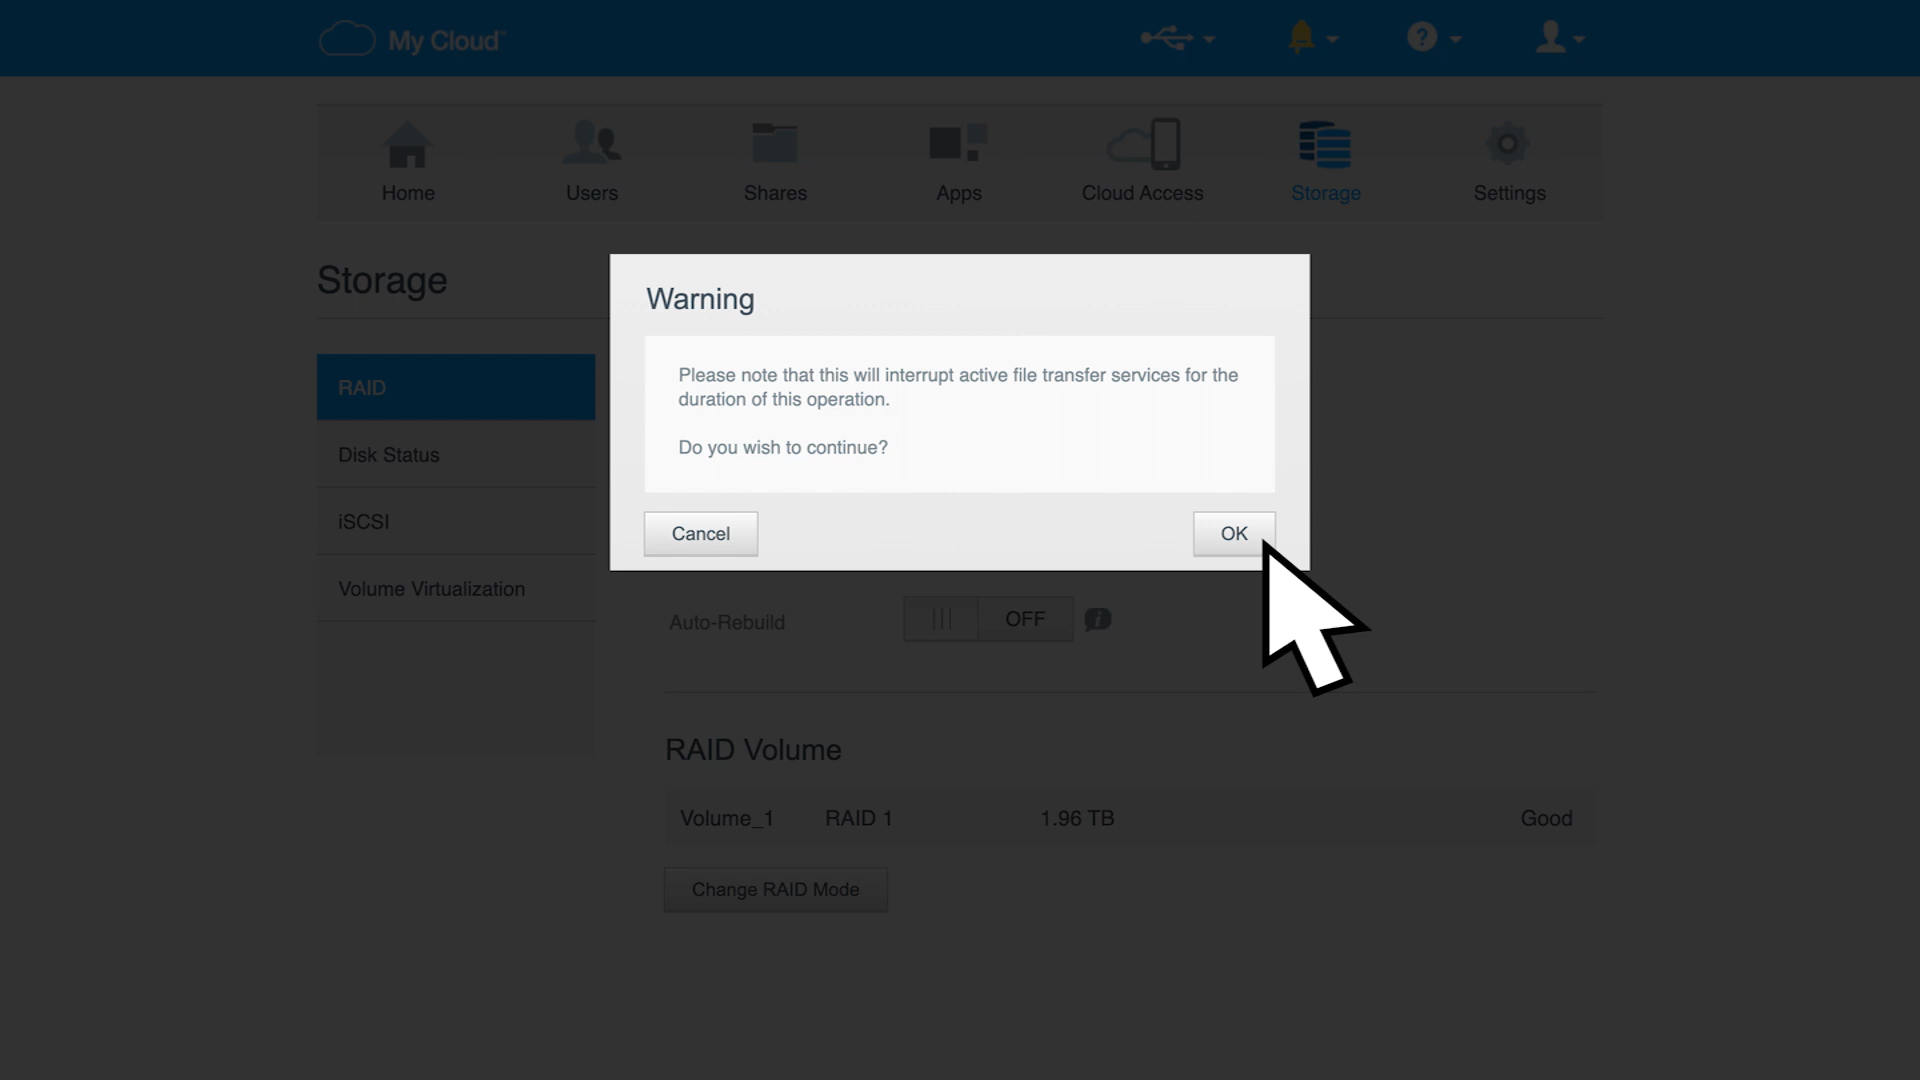 My Cloud
Home
Users
Shares
Apps
Cloud Access
Storage
Settings
Storage
RAID
Disk Status
iSCSI
Volume Virtualization
Warning
Please note that this will interrupt active file transfer services for the
duration of this operation.
Do you wish to continue?
Cancel
OK
Auto-Rebuild
OFF
RAID Volume
Volume_1 RAID 1 1.96 TB Good
Change RAID Mode